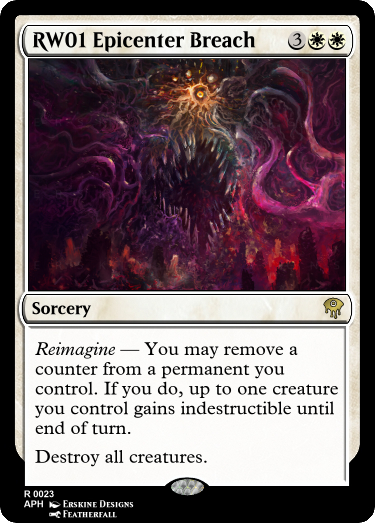 RW01 Epicenter Breach 3
Sorcery
Reimagine — You may remove a
counter from a permanent you
control. If you do, up to one creature
you control gains indestructible until
end of turn.
Destroy all creatures.
R 0023
APH Erskine Designs
Featherfall